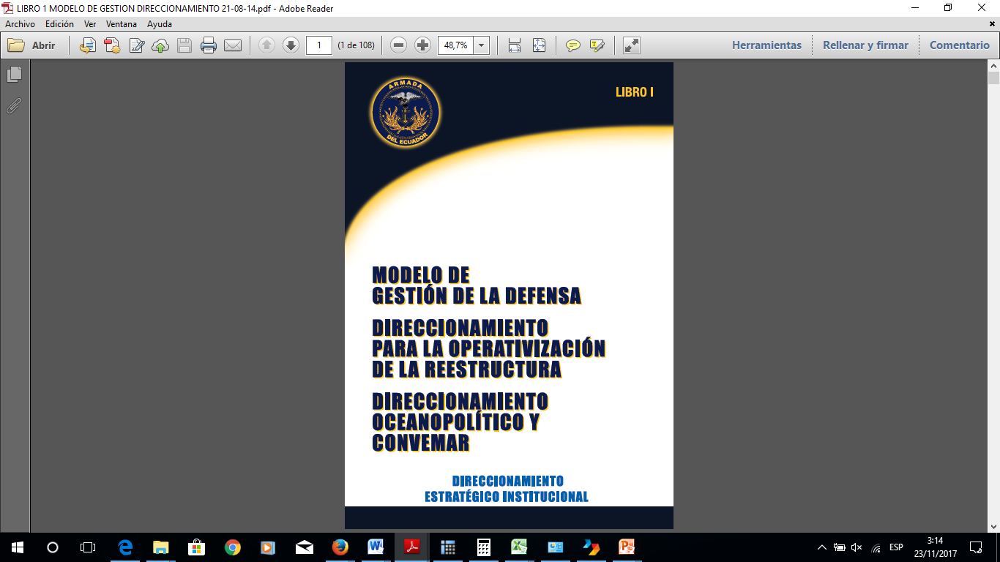 LIBRO 1 MODELO DE GESTION DIRECCIONAMIENTO 21-08-14.pdf - Adobe Reader
Archivo Edición Ver Ventana Ayuda
Abrir 1 (1 de 108) 48,7% Herramientas Rellenar y firmar Comentario
ARMADA
DEL ECUADOR
LIBRO I
MODELO DE
GESTIÓN DE LA DEFENSA
DIRECCIONAMIENTO
PARA LA OPERATIVIZACIÓN
DE LA REESTRUCTURA
DIRECCIONAMIENTO
OCEANOPOLÍTICO Y
CONVEMAR
DIRECCIONAMIENTO
ESTRATÉGICO INSTITUCIONAL
ESP
3:14
23/11/2017